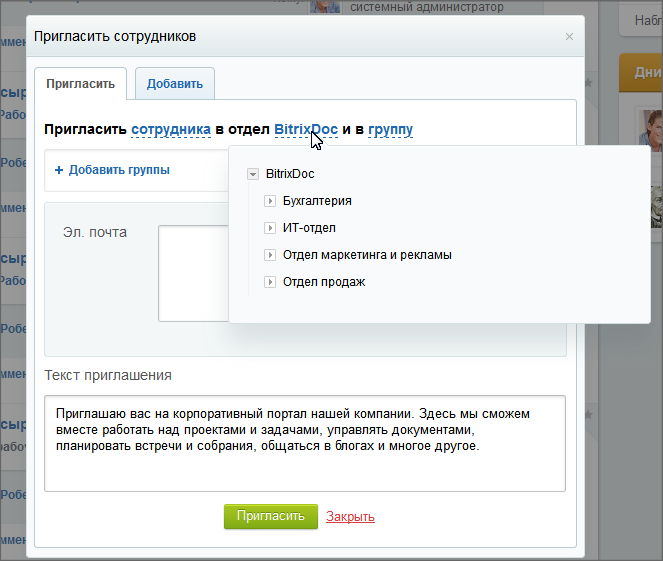 системный администратор
Пригласить сотрудников
Пригласить
Добавить
Пригласить сотрудника в отдел BitrixDoc и в группу
+ Добавить группы
BitrixDoc
Бухгалтерия
ИТ-отдел
Отдел маркетинга и рекламы
Отдел продаж
Эл. почта
Текст приглашения
Приглашаю вас на корпоративный портал нашей компании. Здесь мы сможем
вместе работать над проектами и задачами, управлять документами,
планировать встречи и собрания, общаться в блогах и многое другое.
Пригласить
Закрыть
Дни